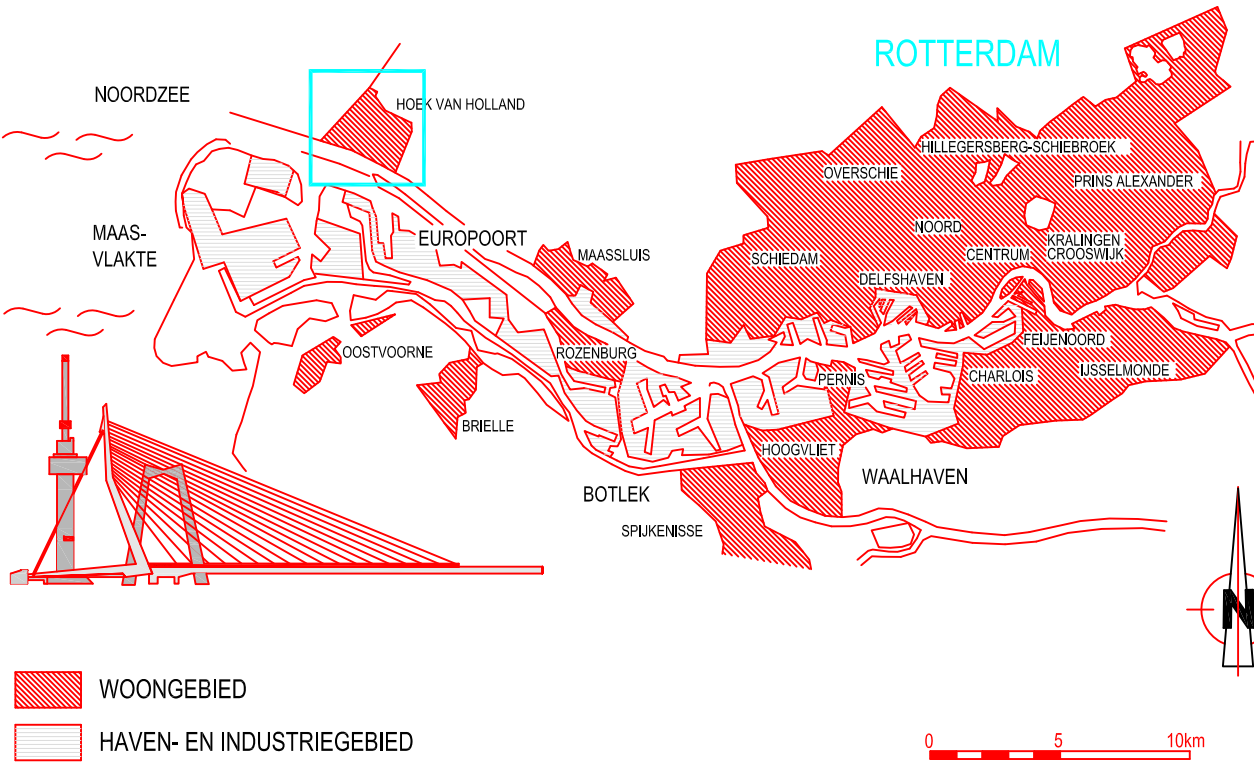 ROTTERDAM
NOORDZEE
HOEK VAN HOLLAND
HILLEGERSBERG-SCHIEBROEK
OVERSCHIE
PRINS ALEXANDER
MAAS-
VLAKTE
EUROPOORT
MAASSLUIS
NOORD
KRALINGEN
CROOSWIJK
CENTRUM
SCHIEDAM
DELFSHAVEN
OOSTVOORNE
ROZENBURG
FEIJENOORD
PERNIS
CHARLOIS
IJSSELMONDE
BRIELLE
HOOGVLIET
WAALHAVEN
BOTLEK
SPIJKENISSE
N
WOONGEBIED
HAVEN- EN INDUSTRIEGEBIED
0 5 10km